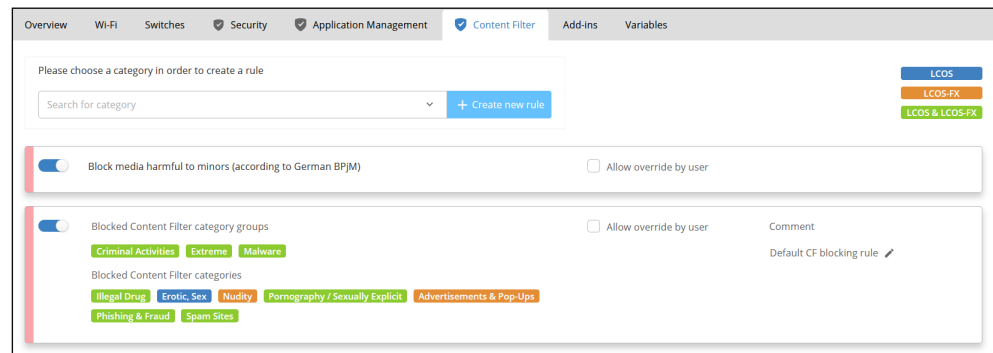 Overview Wi-Fi Switches Security Application Management Content Filter Add-ins Variables
Please choose a category in order to create a rule
Search for category + Create new rule
LCOS
LCOS-FX
LCOS & LCOS-FX
Block media harmful to minors (according to German BPjM) Allow override by user
Blocked Content Filter category groups Allow override by user Comment
Criminal Activities Extreme Malware Default CF blocking rule
Blocked Content Filter categories
Illegal Drug Erotic, Sex Nudity Pornography / Sexually Explicit Advertisements & Pop-Ups
Phishing & Fraud Spam Sites